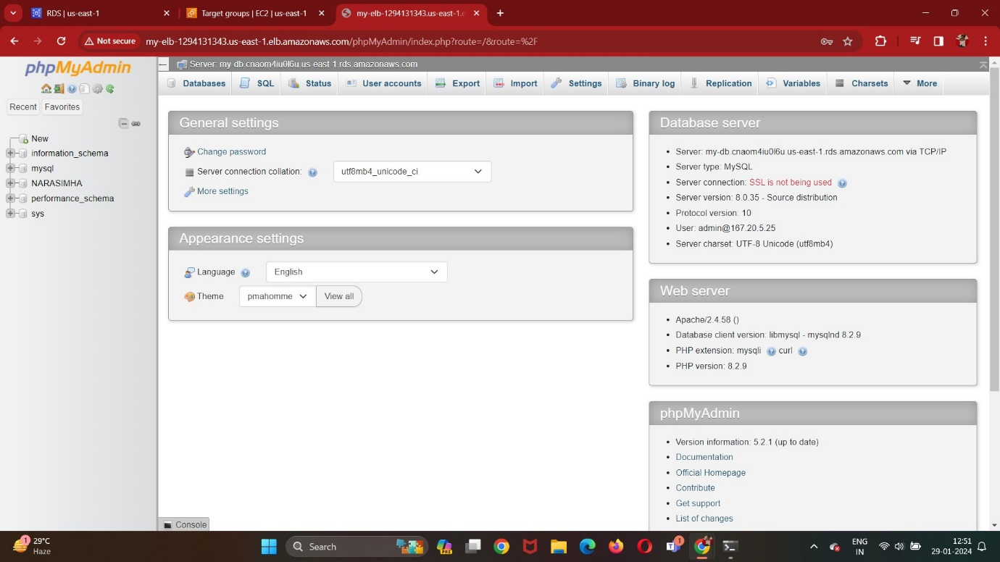 RDS | us-east-1
Target groups | EC2 | us-east-1
my-elb-1294131343.us-east-1.e
Not secure
my-elb-1294131343.us-east-1.elb.amazonaws.com/phpMyAdmin/index.php?route=/&route=%2F
phpMyAdmin
Recent
Favorites
New
information_schema
mysql
NARASIMHA
performance_schema
sys
Server: my-db.cnaom4iu0l6u.us-east-1.rds.amazonaws.com
Databases
SQL
Status
User accounts
Export
Import
Settings
Binary log
Replication
Variables
Charsets
More
General settings
Change password
Server connection collation:
utf8mb4_unicode_ci
More settings
Appearance settings
Language
English
Theme
pmahomme
View all
Database server
Server: my-db.cnaom4iu0l6u.us-east-1.rds.amazonaws.com via TCP/IP
Server type: MySQL
Server connection: SSL is not being used
Server version: 8.0.35 - Source distribution
Protocol version: 10
User: admin@167.20.5.25
Server charset: UTF-8 Unicode (utf8mb4)
Web server
Apache/2.4.58 ()
Database client version: libmysql - mysqlnd 8.2.9
PHP extension: mysqli curl
PHP version: 8.2.9
phpMyAdmin
Version information: 5.2.1 (up to date)
Documentation
Official Homepage
Contribute
Get support
List of changes
Console
1
29°C
Haze
Search
PRE
1
ENG
IN
12:51
29-01-2024